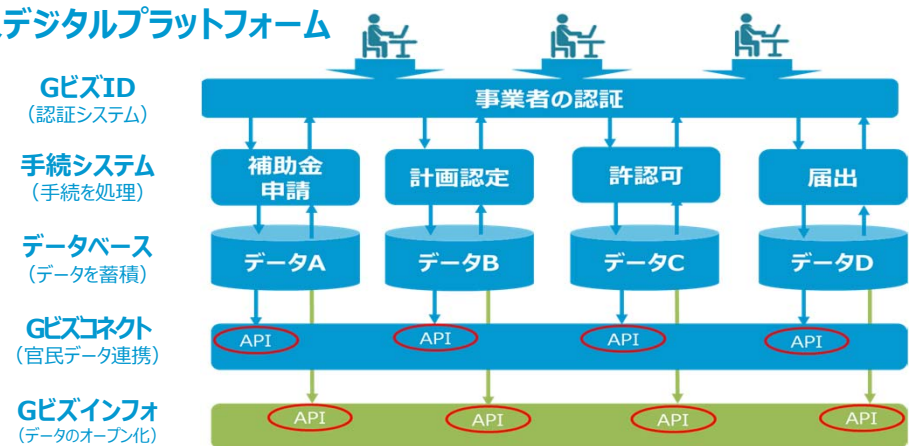 デジタルプラットフォーム
GビズID
（認証システム）
事業者の認証
手続システム
（手続を処理）
補助金
申請
計画認定
許認可
届出
データベース
（データを蓄積）
データA
データB
データC
データD
Gビズコネクト
（官民データ連携）
API
API
API
API
Gビズインフォ
（データのオープン化）
API
API
API
API